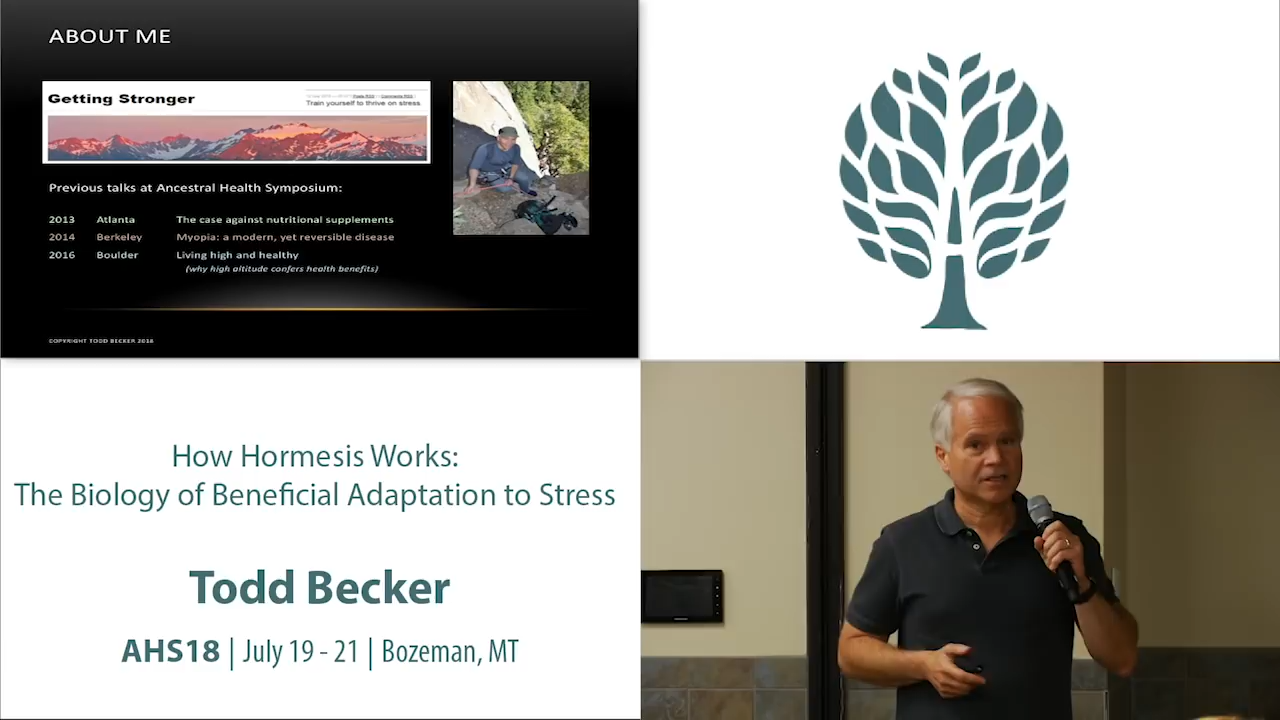 ABOUT ME
Getting Stronger
Train yourself to thrive on stress
Previous talks at Ancestral Health Symposium:
2013 Atlanta The case against nutritional supplements
2014 Berkeley Myopia: a modern, yet reversible disease
2016 Boulder Living high and healthy
(why high altitude confers health benefits)
COPYRIGHT TODD BECKER 2018
How Hormesis Works:
The Biology of Beneficial Adaptation to Stress
Todd Becker
AHS18 | July 19 - 21 | Bozeman, MT